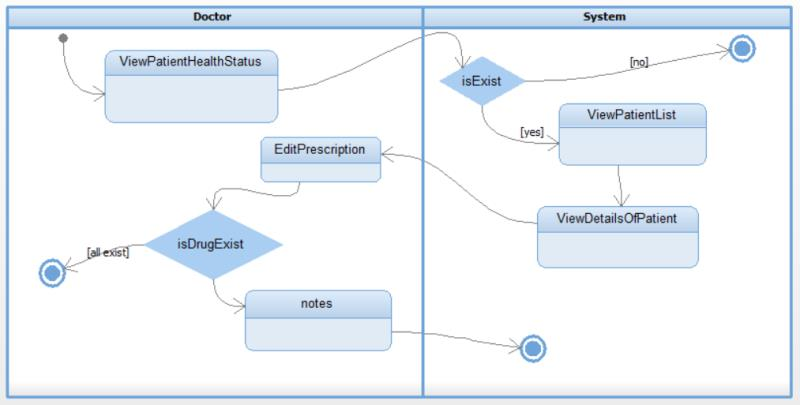 Doctor
System
ViewPatientHealthStatus
isExist
[no]
[yes]
ViewPatientList
EditPrescription
ViewDetailsOfPatient
isDrugExist
[all exist]
notes